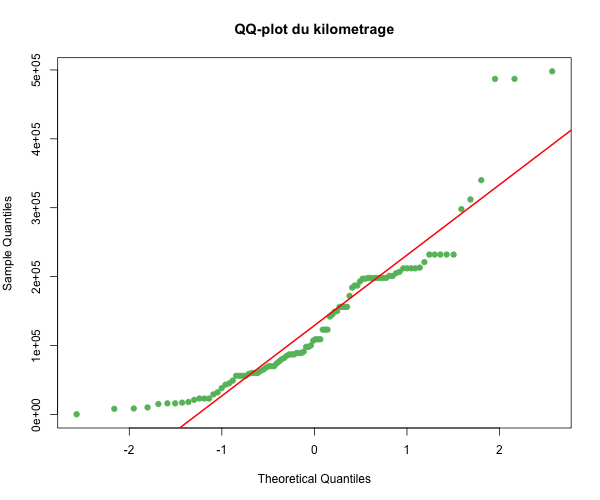 QQ-plot du kilometrage
5e+05
4e+05
3e+05
2e+05
1e+05
0e+00
Sample Quantiles
-2 -1 0 1 2
Theoretical Quantiles